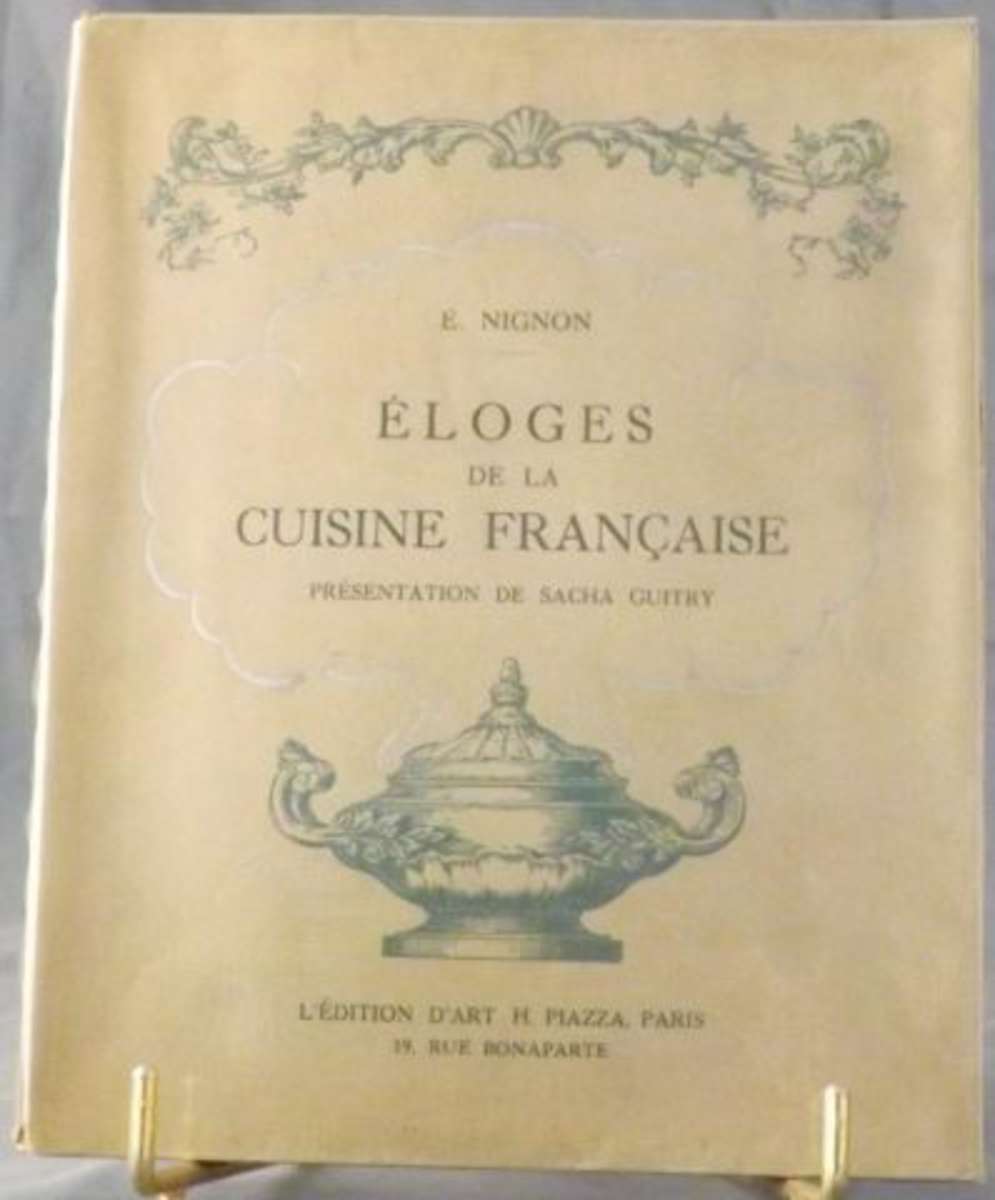 E. NIGNON
ÉLOGES
DE LA
CUISINE FRANÇAISE
PRÉSENTATION DE SACHA GUITRY
L'ÉDITION D'ART H. PIAZZA, PARIS
19, RUE BONAPARTE